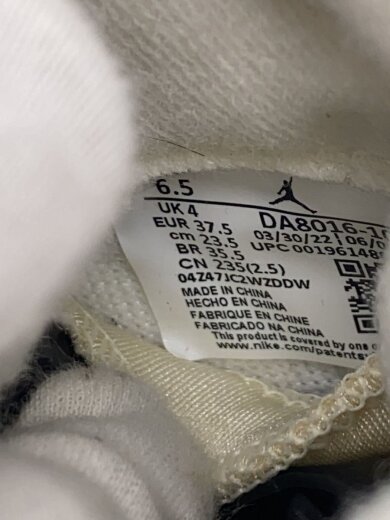 6.5
UK 4
EUR 37.5
cm 23.5
BR 35.5
CN 235(2.5)
DA8016-1
03/30/22 06/0
UPC 00196148
04Z47JC2WZDDW
MADE IN CHINA
HECHO EN CHINA
FABRIQUE EN CHINE
FABRICADO NA CHINA
This product is covered by one o
www.nike.com/patents